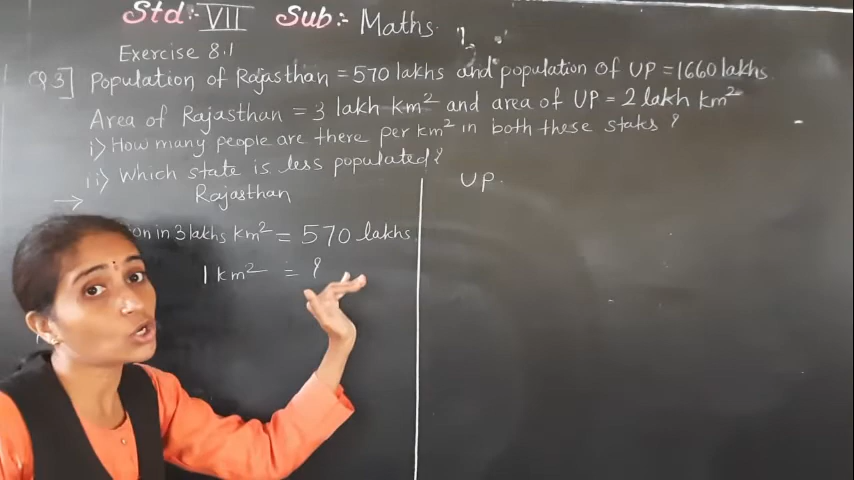 Std:- VII Sub:- Maths.
Exercise 8.1
Q3] Population of Rajasthan = 570 lakhs and population of UP = 1660 lakhs
Area of Rajasthan = 3 lakh km² and area of UP = 2 lakh km²
i) How many people are there per km² in both these states ?
ii) Which state is less populated?
→ Rajasthan
UP.
in 3 lakhs km² = 570 lakhs
1 km² = ?